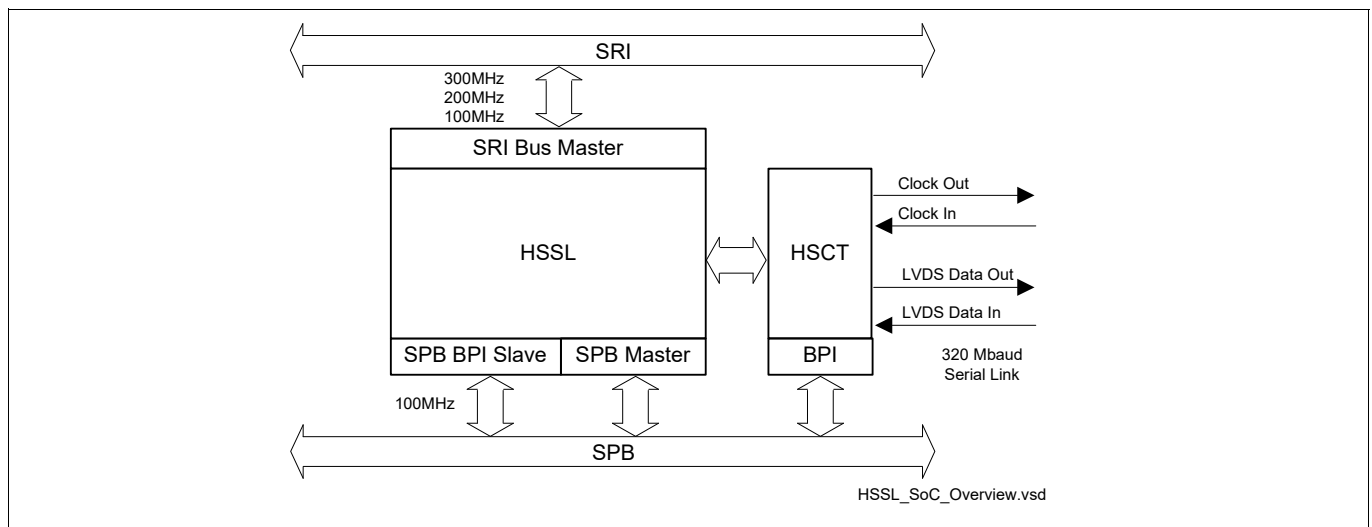 SRI
300MHz
200MHz
100MHz
SRI Bus Master
HSSL
HSCT
Clock Out
Clock In
LVDS Data Out
LVDS Data In
320 Mbaud
Serial Link
SPB BPI Slave
SPB Master
BPI
100MHz
SPB
HSSL_SoC_Overview.vsd